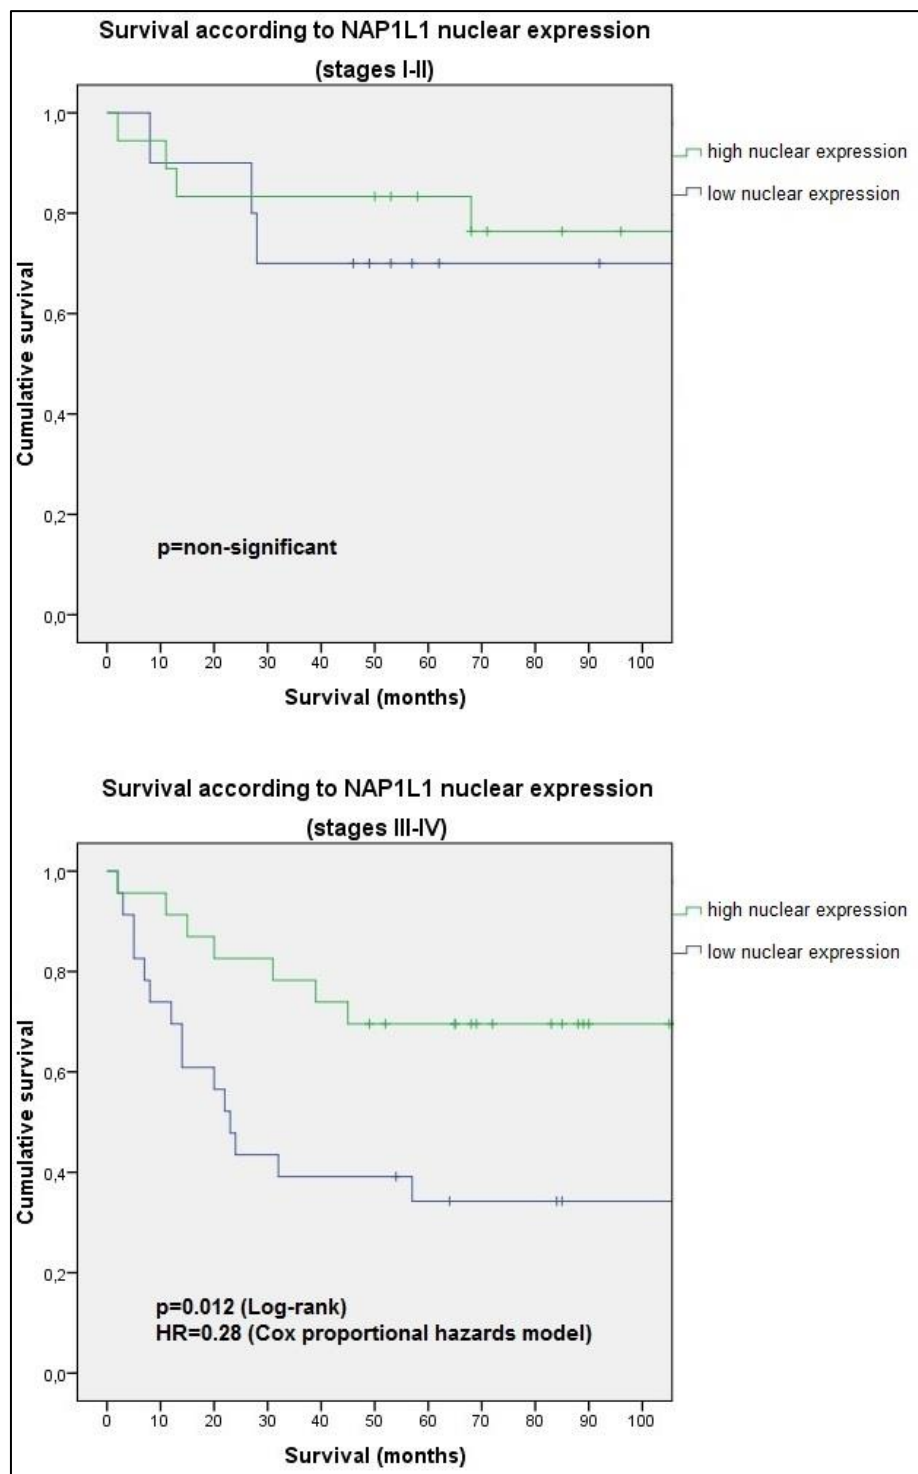 Survival according to NAP1L1 nuclear expression
(stages I-II)
1,0
0,8
0,6
0,4
0,2
0,0
Cumulative survival
high nuclear expression
low nuclear expression
p=non-significant
0 10 20 30 40 50 60 70 80 90 100
Survival (months)
Survival according to NAP1L1 nuclear expression
(stages III-IV)
1,0
0,8
0,6
0,4
0,2
0,0
Cumulative survival
high nuclear expression
low nuclear expression
p=0.012 (Log-rank)
HR=0.28 (Cox proportional hazards model)
0 10 20 30 40 50 60 70 80 90 100
Survival (months)